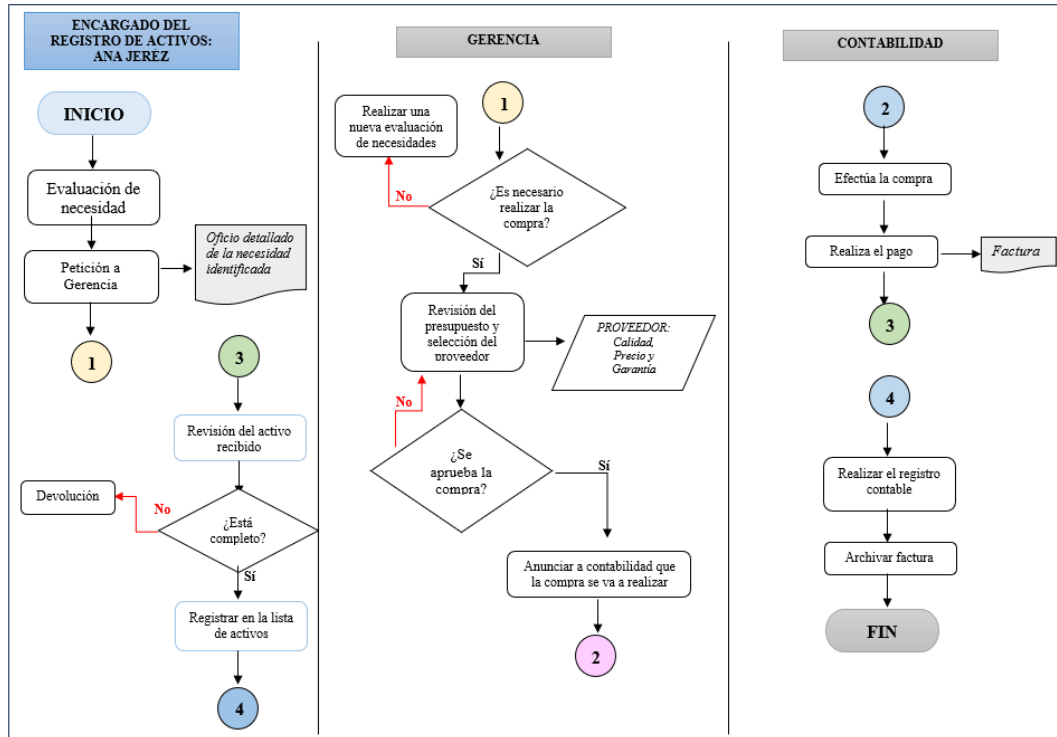 ENCARGADO DEL
REGISTRO DE ACTIVOS:
ANA JERÉZ
INICIO
Evaluación de
necesidad
Petición a
Gerencia
Oficio detallado
de la necesidad
identificada
1
3
Revisión del activo
recibido
¿Está
completo?
No
Devolución
Sí
Registrar en la lista
de activos
4
GERENCIA
1
Realizar una
nueva evaluación
de necesidades
No
¿Es necesario
realizar la
compra?
Sí
Revisión del
presupuesto y
selección del
proveedor
PROVEEDOR:
Calidad,
Precio y
Garantía
No
¿Se
aprueba la
compra?
Sí
Anunciar a contabilidad que
la compra se va a realizar
2
CONTABILIDAD
2
Efectúa la compra
Realiza el pago
Factura
3
4
Realizar el registro
contable
Archivar factura
FIN